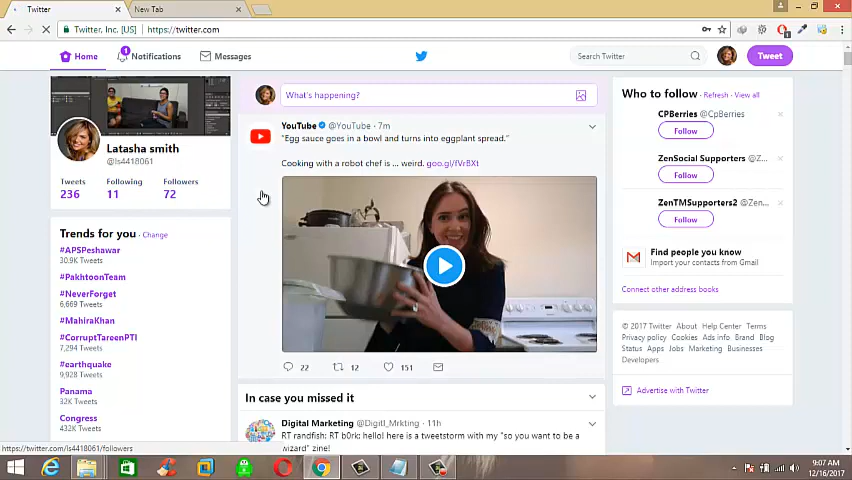 Twitter
New Tab
Twitter, Inc. [US]
https://twitter.com
Home
1
Notifications
Messages
Search Twitter
Tweet
Latasha smith
@ls4418061
Tweets
Following
Followers
236
11
72
Trends for you · Change
#APSPeshawar
30.9K Tweets
#PakhtoonTeam
#NeverForget
6,669 Tweets
#MahiraKhan
#CorruptTareenPTI
7,294 Tweets
#earthquake
9,928 Tweets
Panama
32K Tweets
Congress
432K Tweets
What's happening?
YouTube @YouTube · 7m
"Egg sauce goes in a bowl and turns into eggplant spread."
Cooking with a robot chef is ... weird. goo.gl/fVrBXt
22
12
151
In case you missed it
Digital Marketing @Digitl_Mrkting · 11h
RT randfish: RT b0rk: hello! here is a tweetstorm with my "so you want to be a
wizard" zine!
Who to follow · Refresh · View all
CPBerries @CpBerries
Follow
ZenSocial Supporters @Z...
Follow
ZenTMSupporters2 @Zen...
Follow
Find people you know
Import your contacts from Gmail
Connect other address books
© 2017 Twitter About Help Center Terms
Privacy policy Cookies Ads info Brand Blog
Status Apps Jobs Marketing Businesses
Developers
Advertise with Twitter
https://twitter.com/ls4418061/followers
9:07 AM
12/16/2017